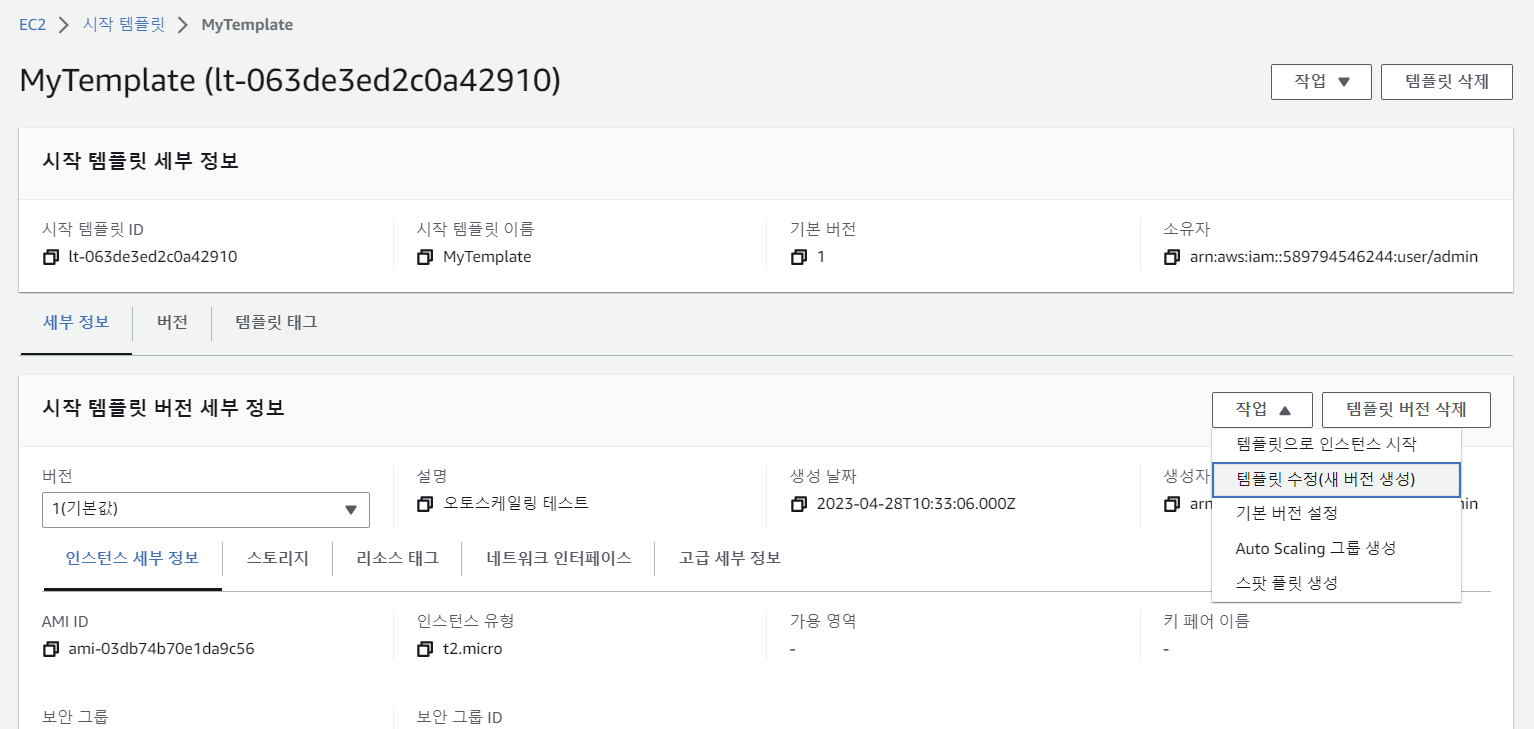 EC2 > 시작 템플릿 > MyTemplate
MyTemplate (lt-063de3ed2c0a42910)
작업 ▼ 템플릿 삭제
시작 템플릿 세부 정보
시작 템플릿 ID 시작 템플릿 이름 기본 버전 소유자
lt-063de3ed2c0a42910 MyTemplate 1 arn:aws:iam::589794546244:user/admin
세부 정보 버전 템플릿 태그
시작 템플릿 버전 세부 정보
작업 ▲ 템플릿 버전 삭제
템플릿으로 인스턴스 시작
템플릿 수정(새 버전 생성)
기본 버전 설정
Auto Scaling 그룹 생성
스팟 플릿 생성
버전 설명 생성 날짜 생성자
1(기본값) ▼ 오토스케일링 테스트 2023-04-28T10:33:06.000Z
인스턴스 세부 정보 스토리지 리소스 태그 네트워크 인터페이스 고급 세부 정보
AMI ID 인스턴스 유형 가용 영역 키 페어 이름
ami-03db74b70e1da9c56 t2.micro - -
보안 그룹 보안 그룹 ID